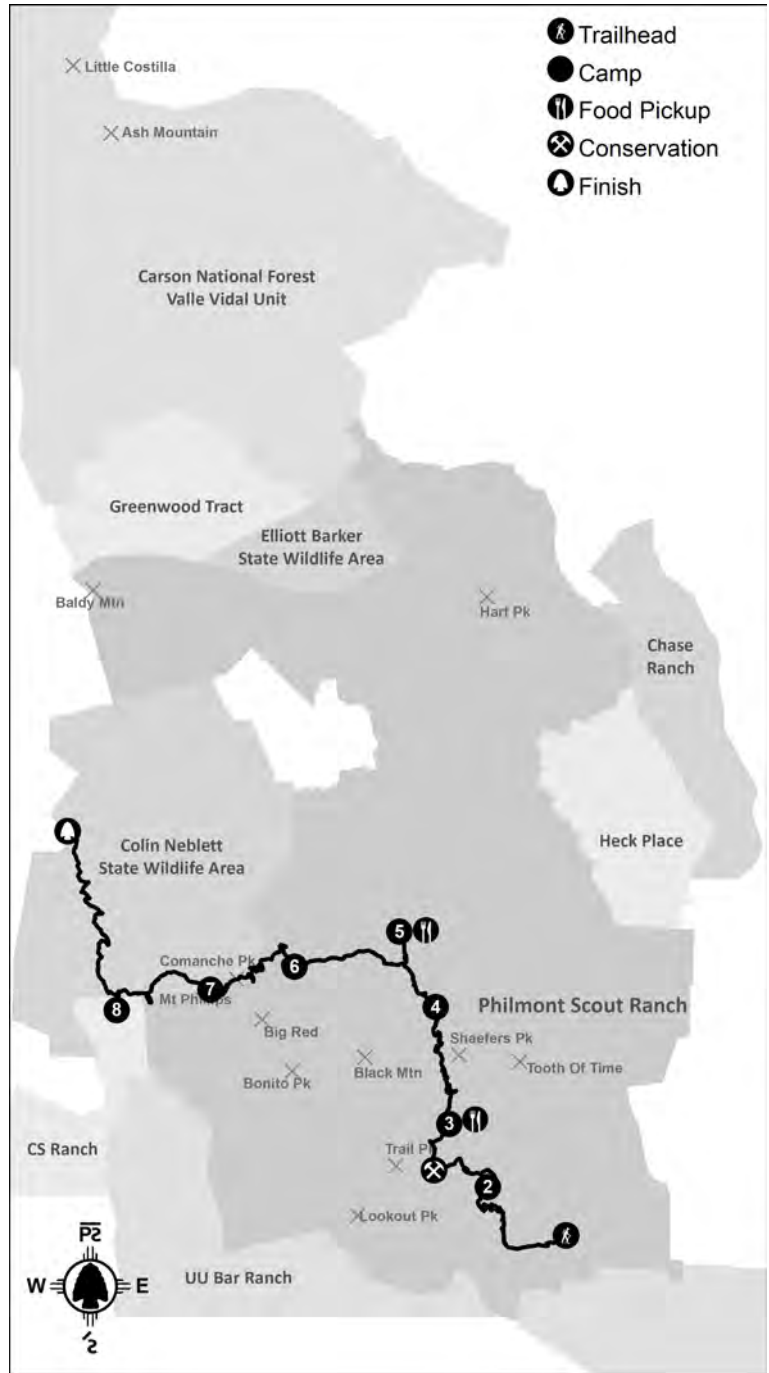 Trailhead
Camp
Food Pickup
Conservation
Finish
Little Costilla
Ash Mountain
Carson National Forest
Valle Vidal Unit
Greenwood Tract
Elliott Barker
State Wildlife Area
Baldy Mtn
Hart Pk
Chase
Ranch
Heck Place
Colin Neblett
State Wildlife Area
5
Comanche Pk
6
7
Mt Phillips
8
4
Philmont Scout Ranch
Big Red
Shaefers Pk
Black Mtn
Tooth Of Time
Bonito Pk
3
CS Ranch
Trail Pk
2
Lookout Pk
UU Bar Ranch
W
E